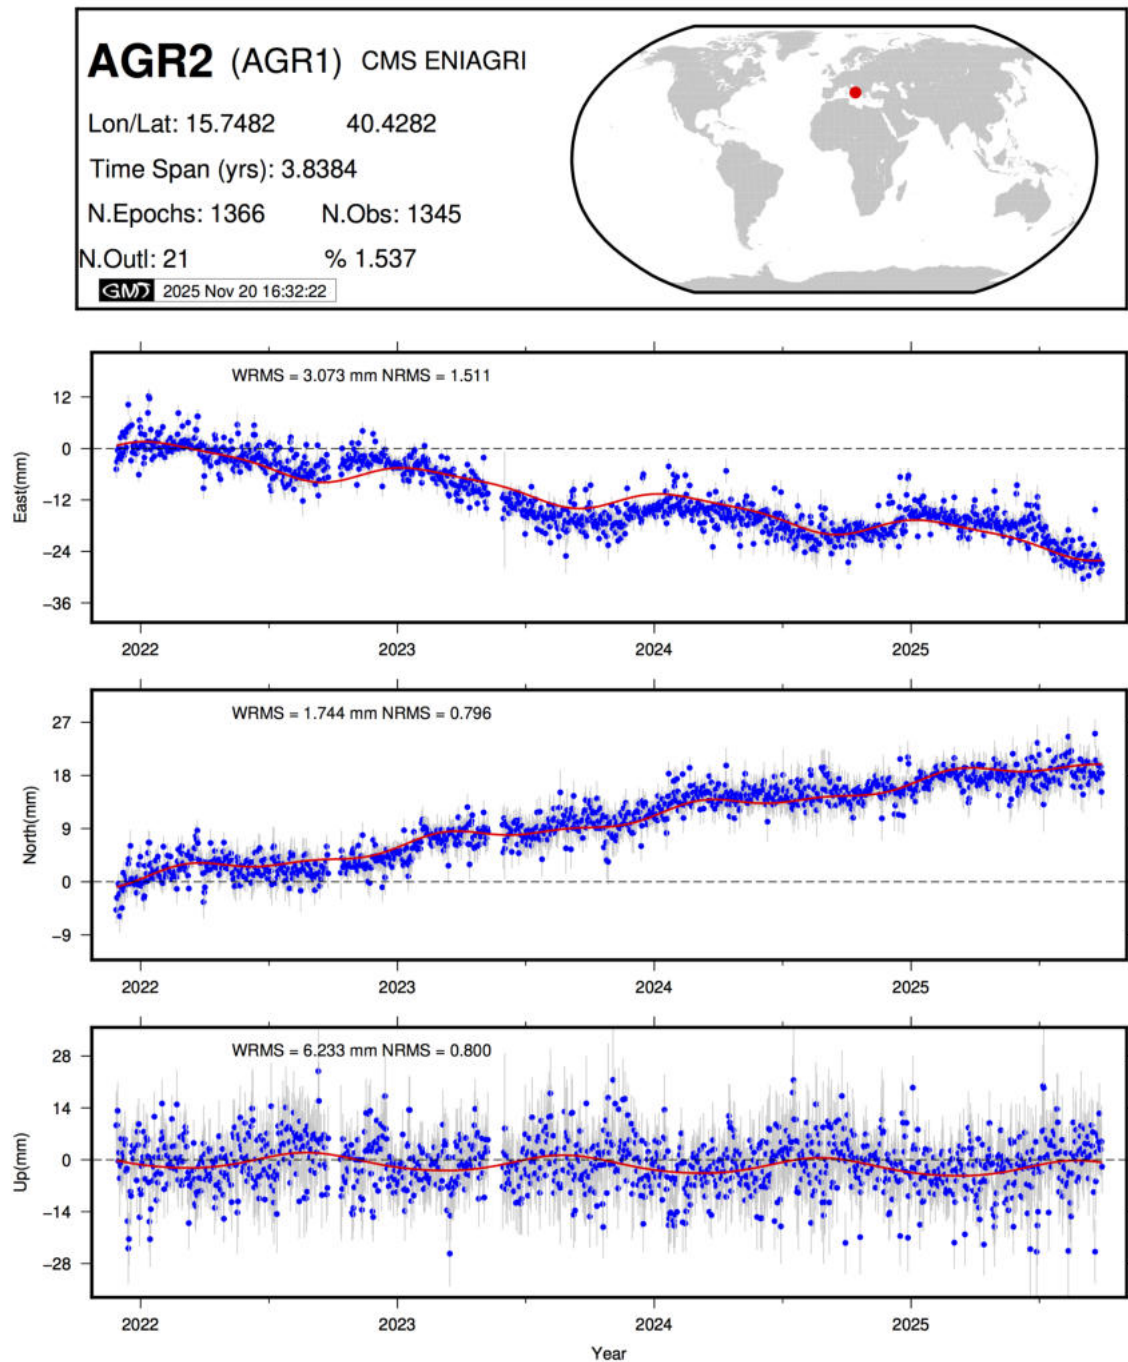 AGR2 (AGR1) CMS ENIAGRI
Lon/Lat: 15.7482 40.4282
Time Span (yrs): 3.8384
N.Epochs: 1366 N.Obs: 1345
N.Outl: 21 % 1.537
GMT 2025 Nov 20 16:32:22
WRMS = 3.073 mm NRMS = 1.511
East(mm)
12
0
−12
−24
−36
2022 2023 2024 2025
WRMS = 1.744 mm NRMS = 0.796
North(mm)
27
18
9
0
−9
2022 2023 2024 2025
WRMS = 6.233 mm NRMS = 0.800
Up(mm)
28
14
0
−14
−28
2022 2023 2024 2025
Year